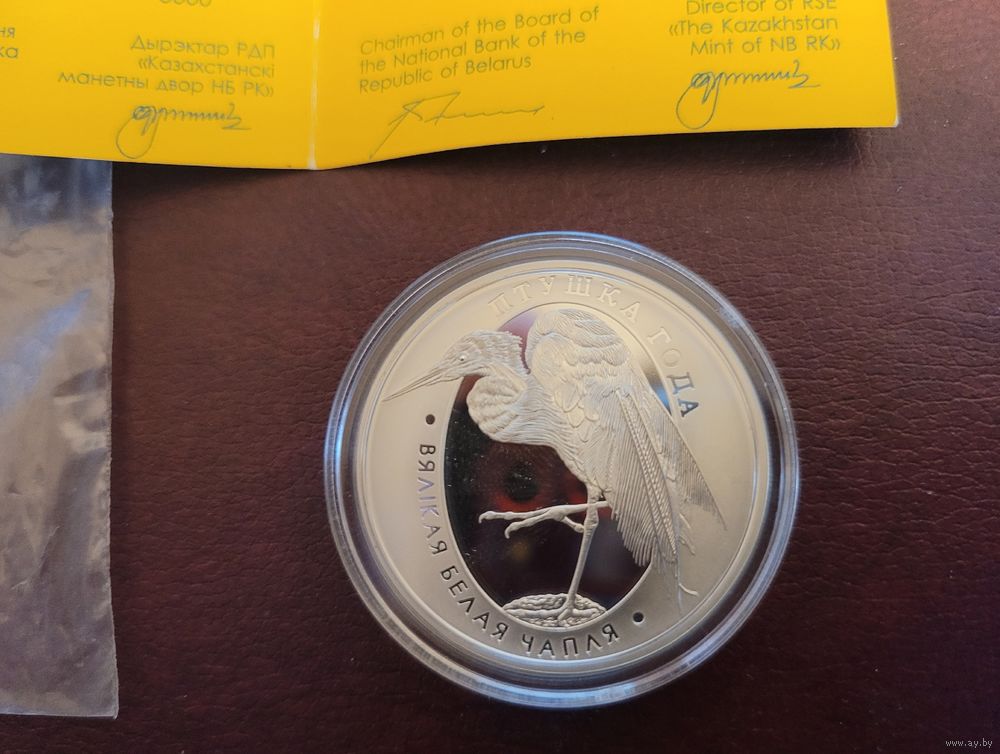 Дырэктар РДП
«Казахстанскі
манетны двор НБ РК»
Chairman of the Board of
the National Bank of the
Republic of Belarus
Director of RSE
«The Kazakhstan
Mint of NB RK»
ПТУШКА ГОДА
ВЯЛІКАЯ БЕЛАЯ ЧАПЛЯ
www.ay.by